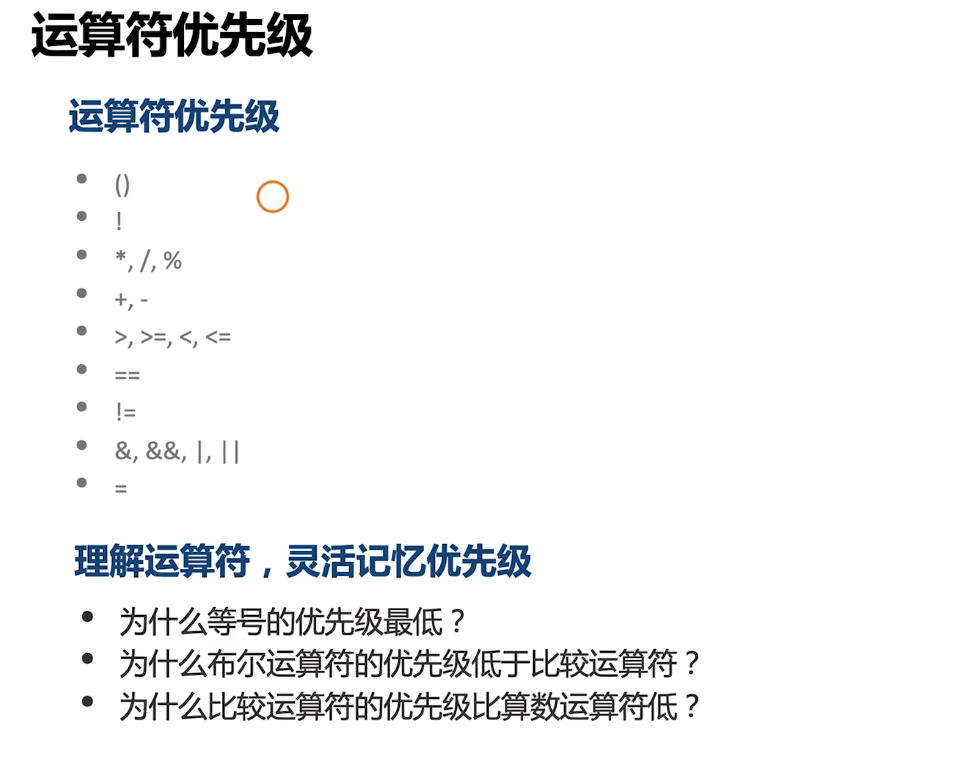 运算符优先级
运算符优先级
• ()
• !
• *, /, %
• +, -
• >, >=, <, <=
• ==
• !=
• &, &&, |, ||
• =
理解运算符，灵活记忆优先级
• 为什么等号的优先级最低？
• 为什么布尔运算符的优先级低于比较运算符？
• 为什么比较运算符的优先级比算数运算符低？